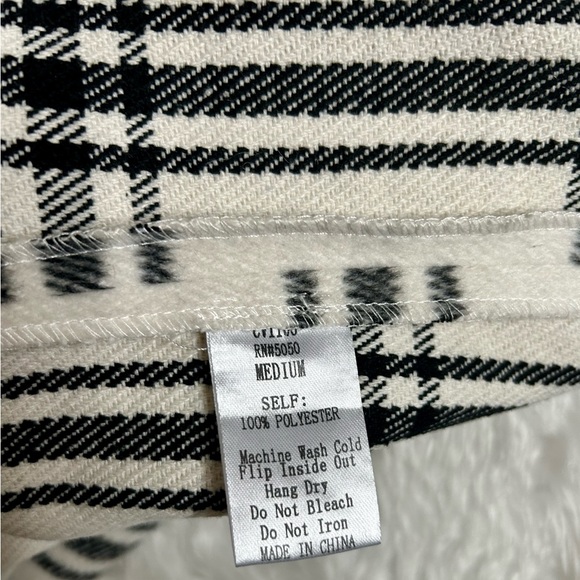 RN#5050
MEDIUM
SELF:
100% POLYESTER
Machine Wash Cold
Flip Inside Out
Hang Dry
Do Not Bleach
Do Not Iron
MADE IN CHINA